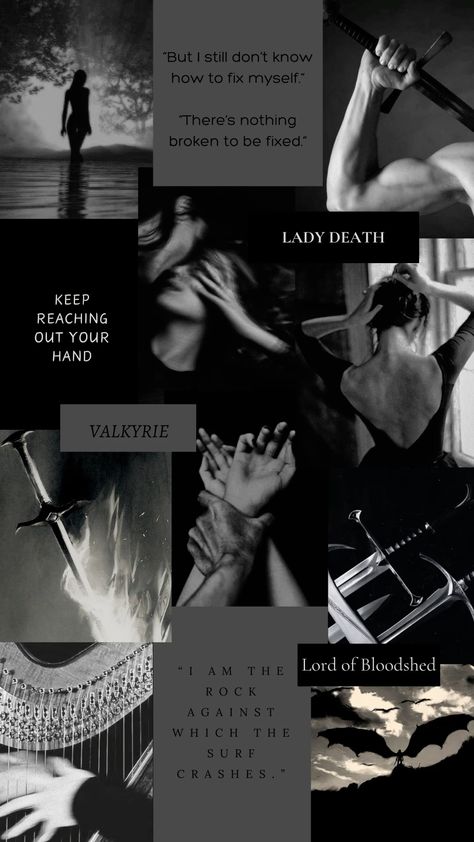 “But I still don’t know
how to fix myself.”
“There’s nothing
broken to be fixed.”
LADY DEATH
KEEP
REACHING
OUT YOUR
HAND
VALKYRIE
Lord of Bloodshed
“I AM THE
ROCK
AGAINST
WHICH THE
SURF
CRASHES.”